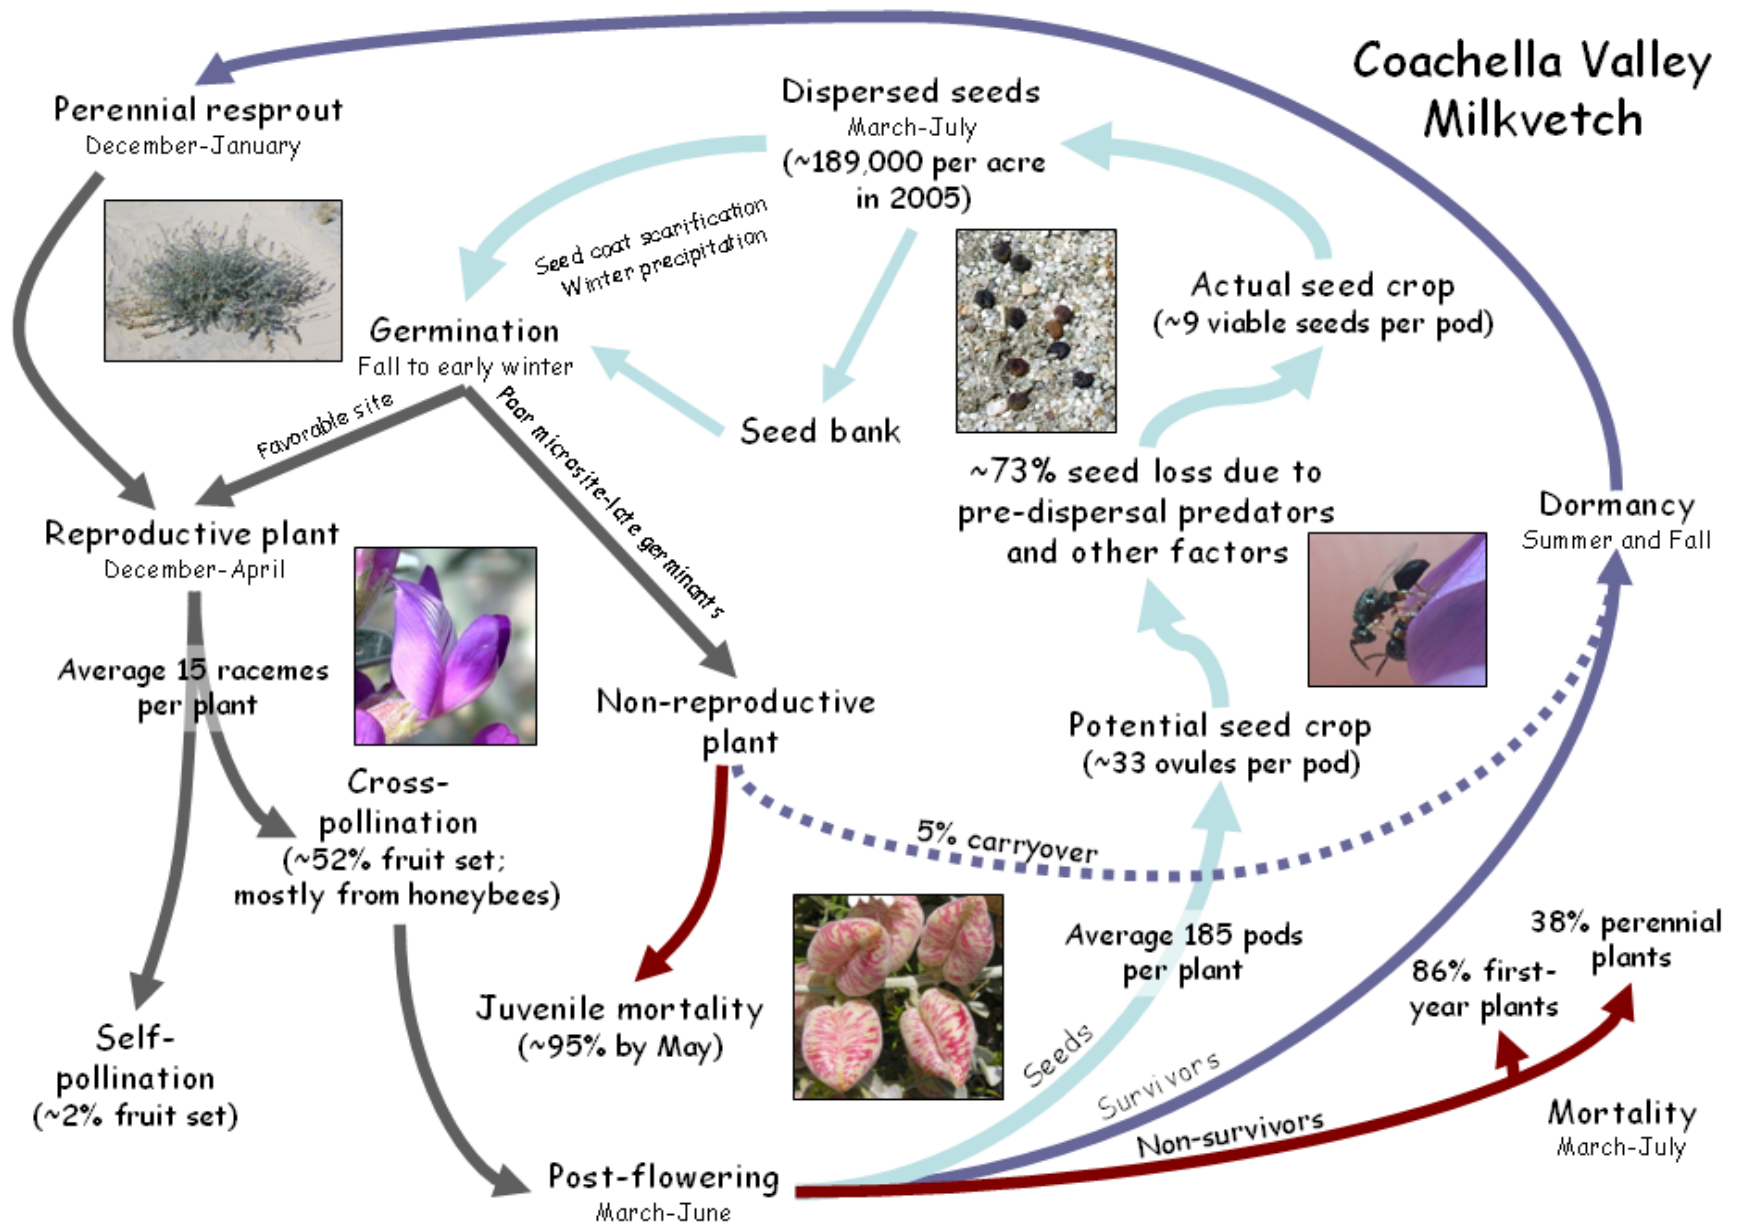 Coachella Valley
Milkvetch
Perennial resprout
December-January
Dispersed seeds
March-July
(~189,000 per acre
in 2005)
Seed coat scarification
Winter precipitation
Actual seed crop
(~9 viable seeds per pod)
Germination
Fall to early winter
Favorable site
Poor microsite-late germinants
Seed bank
~73% seed loss due to
pre-dispersal predators
and other factors
Dormancy
Summer and Fall
Reproductive plant
December-April
Average 15 racemes
per plant
Non-reproductive
plant
Potential seed crop
(~33 ovules per pod)
Cross-
pollination
(~52% fruit set;
mostly from honeybees)
5% carryover
Average 185 pods
per plant
38% perennial
plants
86% first-
year plants
Juvenile mortality
(~95% by May)
Self-
pollination
(~2% fruit set)
Seeds
Survivors
Non-survivors
Mortality
March-July
Post-flowering
March-June